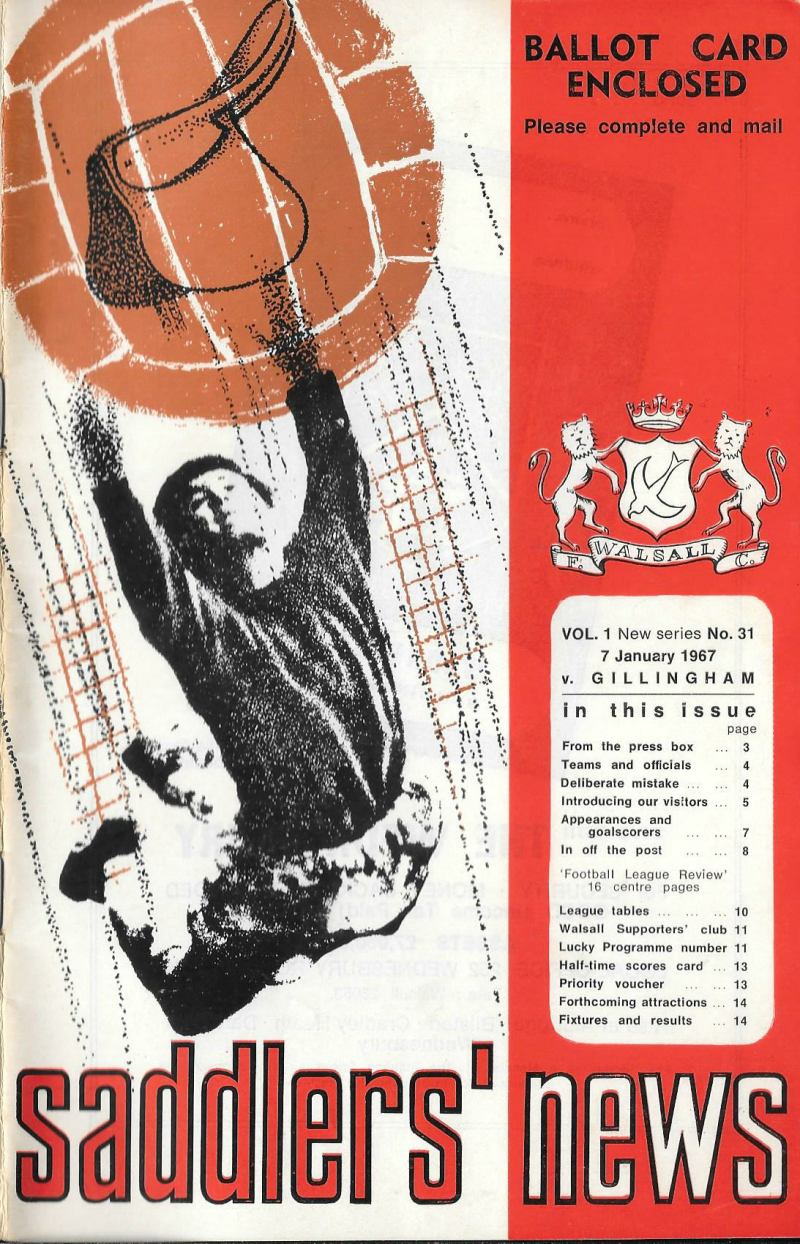 BALLOT CARD
ENCLOSED
Please complete and mail
F. WALSALL C.
VOL. 1 New series No. 31
7 January 1967
v. GILLINGHAM
in this issue
page
From the press box ... 3
Teams and officials ... 4
Deliberate mistake ... 4
Introducing our visitors ... 5
Appearances and
goalscorers ... ... 7
In off the post ... ... 8
'Football League Review'
16 centre pages
League tables ... ... ... 10
Walsall Supporters' club 11
Lucky Programme number 11
Half-time scores card ... 13
Priority voucher ... 13
Forthcoming attractions ... 14
Fixtures and results ... 14
saddlers' news